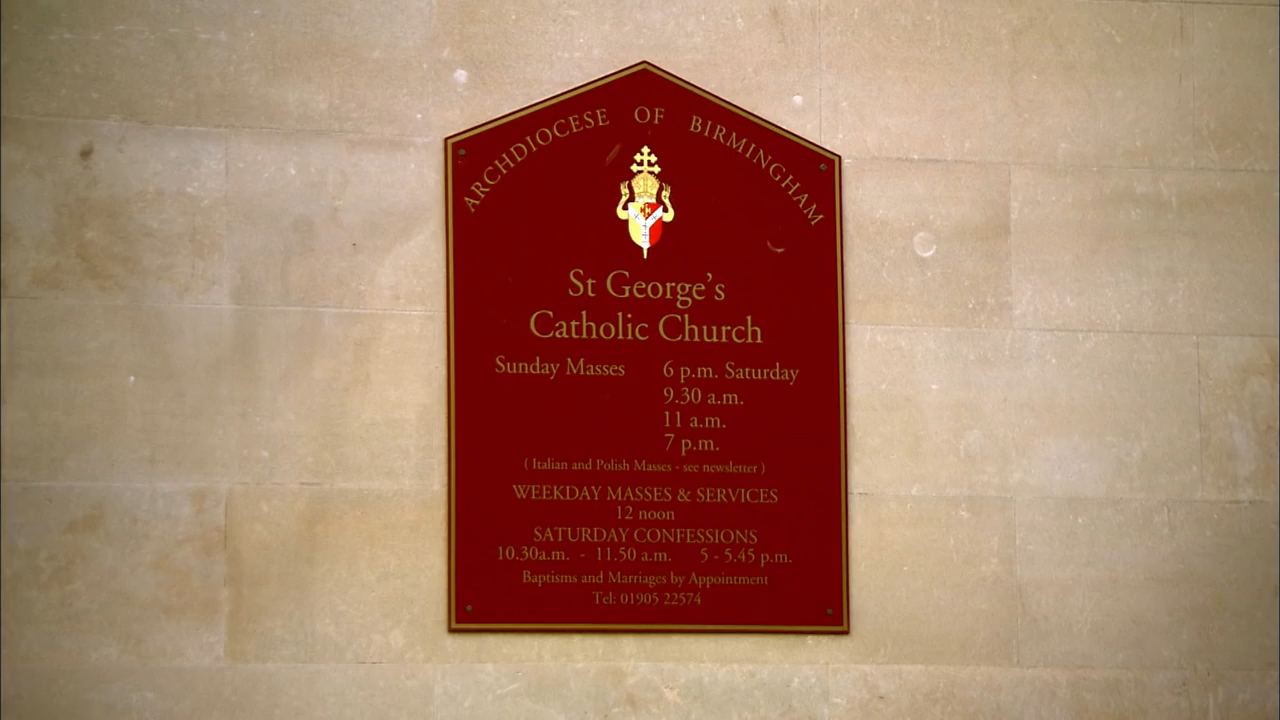 ARCHDIOCESE OF BIRMINGHAM
St George's
Catholic Church
Sunday Masses 6 p.m. Saturday
9.30 a.m.
11 a.m.
7 p.m.
( Italian and Polish Masses - see newsletter )
WEEKDAY MASSES & SERVICES
12 noon
SATURDAY CONFESSIONS
10.30a.m. - 11.50 a.m. 5 - 5.45 p.m.
Baptisms and Marriages by Appointment
Tel: 01905 22574